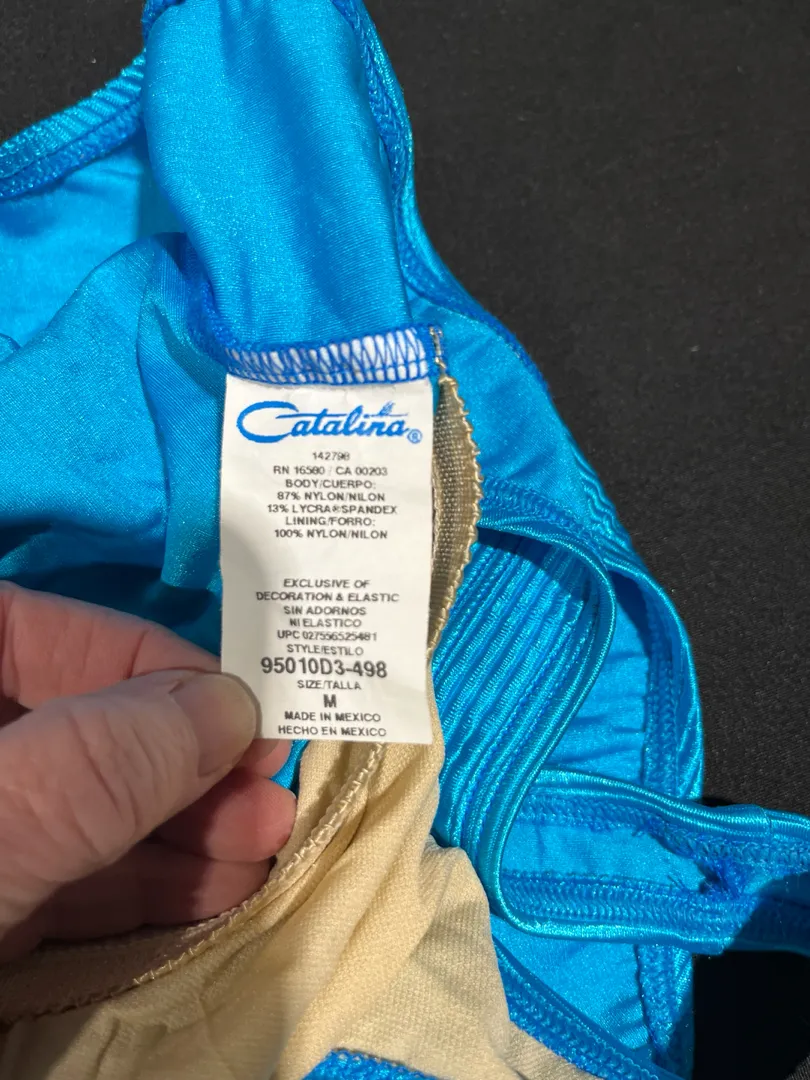 Catalina®
142798
RN 16580 / CA 00203
BODY/CUERPO:
87% NYLON/NILON
13% LYCRA®SPANDEX
LINING/FORRO:
100% NYLON/NILON
EXCLUSIVE OF
DECORATION & ELASTIC
SIN ADORNOS
NI ELASTICO
UPC 027556525481
STYLE/ESTILO
95010D3-498
SIZE/TALLA
M
MADE IN MEXICO
HECHO EN MEXICO